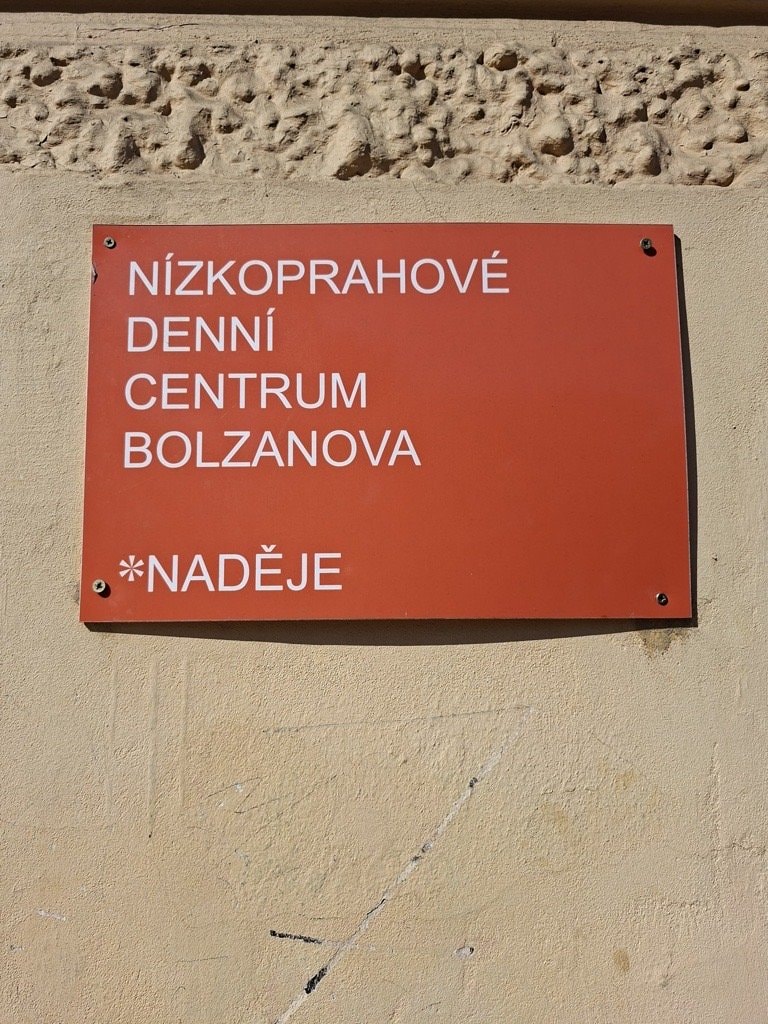 NÍZKOPRAHOVÉ
DENNÍ
CENTRUM
BOLZANOVA
*NADĚJE